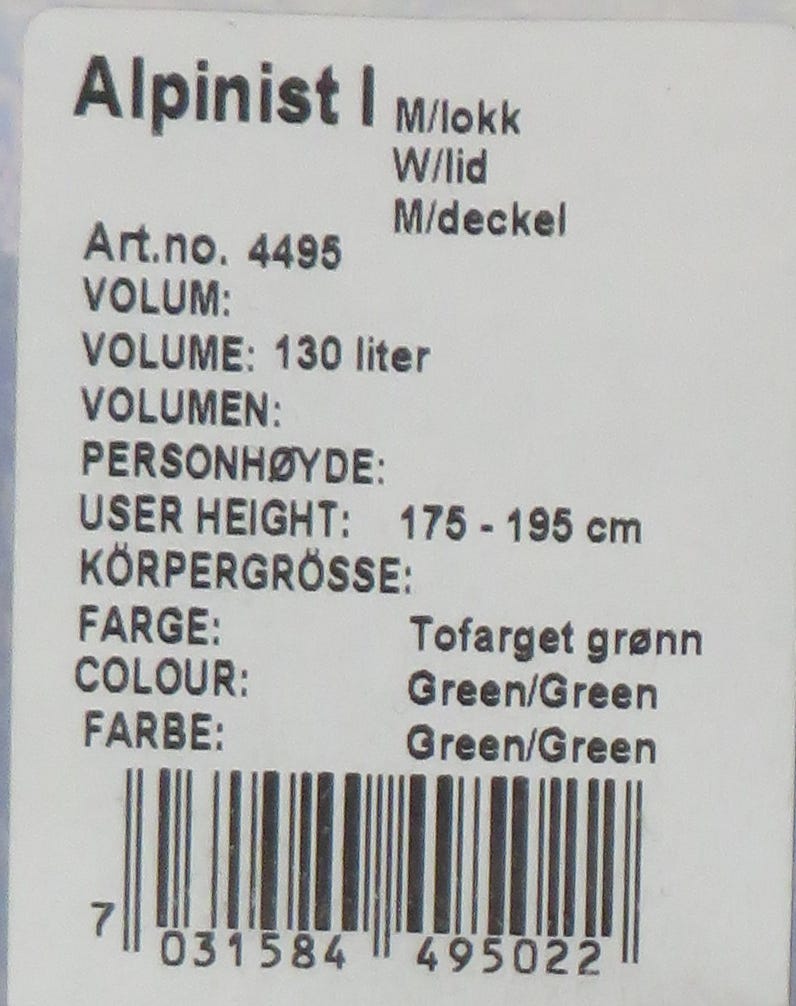 Alpinist I M/lokk
W/lid
M/deckel
Art.no. 4495
VOLUM:
VOLUME: 130 liter
VOLUMEN:
PERSONHØYDE:
USER HEIGHT: 175 - 195 cm
KÖRPERGRÖSSE:
FARGE: Tofarget grønn
COLOUR: Green/Green
FARBE: Green/Green
7 031584 495022